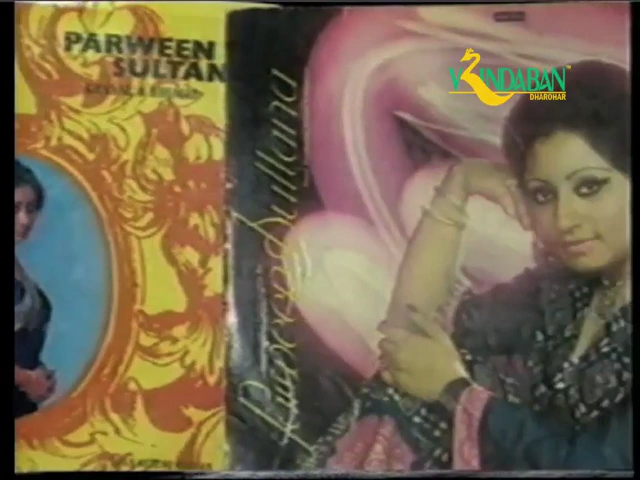 PARWEEN
SULTAN
Parween Sultana
VRINDABAN
DHAROHAR